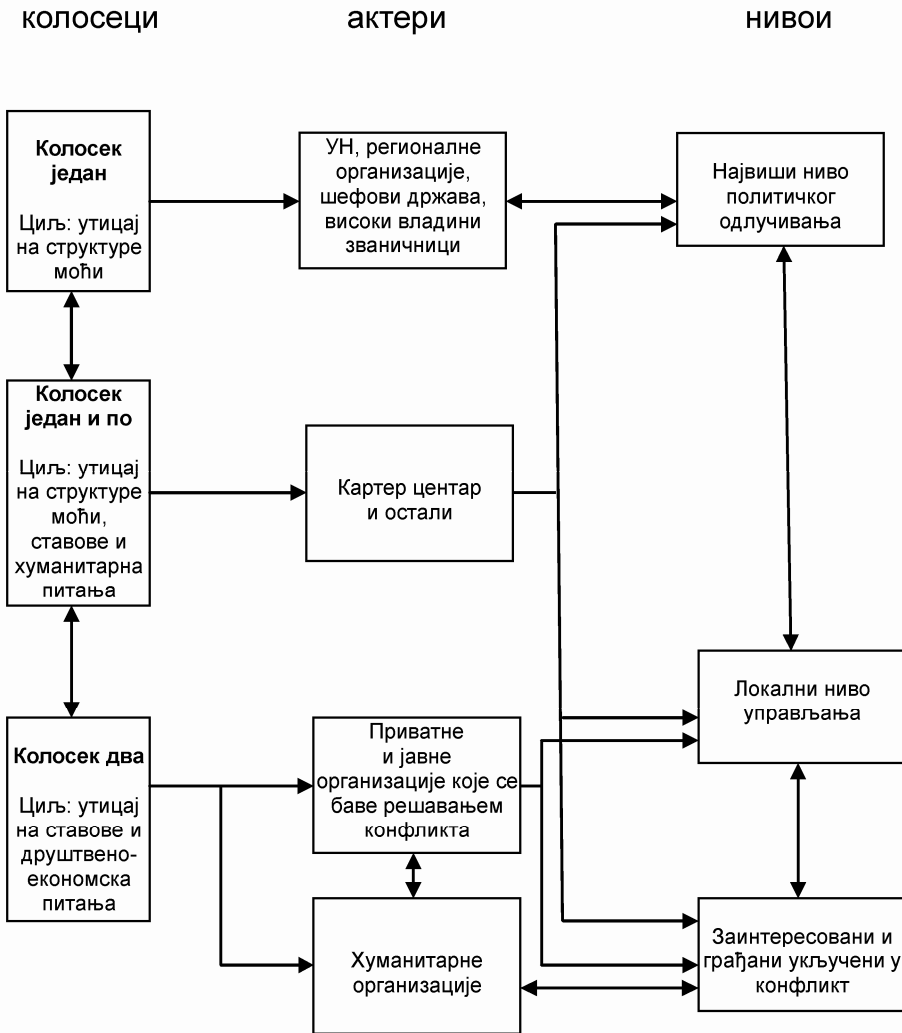 колосеци
актери
нивои
Колосек
један
Циљ: утицај
на структуре
моћи
УН, регионалне
организације,
шефови држава,
високи владини
званичници
Највиши ниво
политичког
одлучивања
Колосек
један и по
Циљ: утицај
на структуре
моћи,
ставове и
хуманитарна
питања
Картер центар
и остали
Локални ниво
управљања
Колосек два
Циљ: утицај
на ставове и
друштвено-
економска
питања
Приватне
и јавне
организације које се
баве решавањем
конфликта
Хуманитарне
организације
Заинтересовани и
грађани укључени у
конфликт